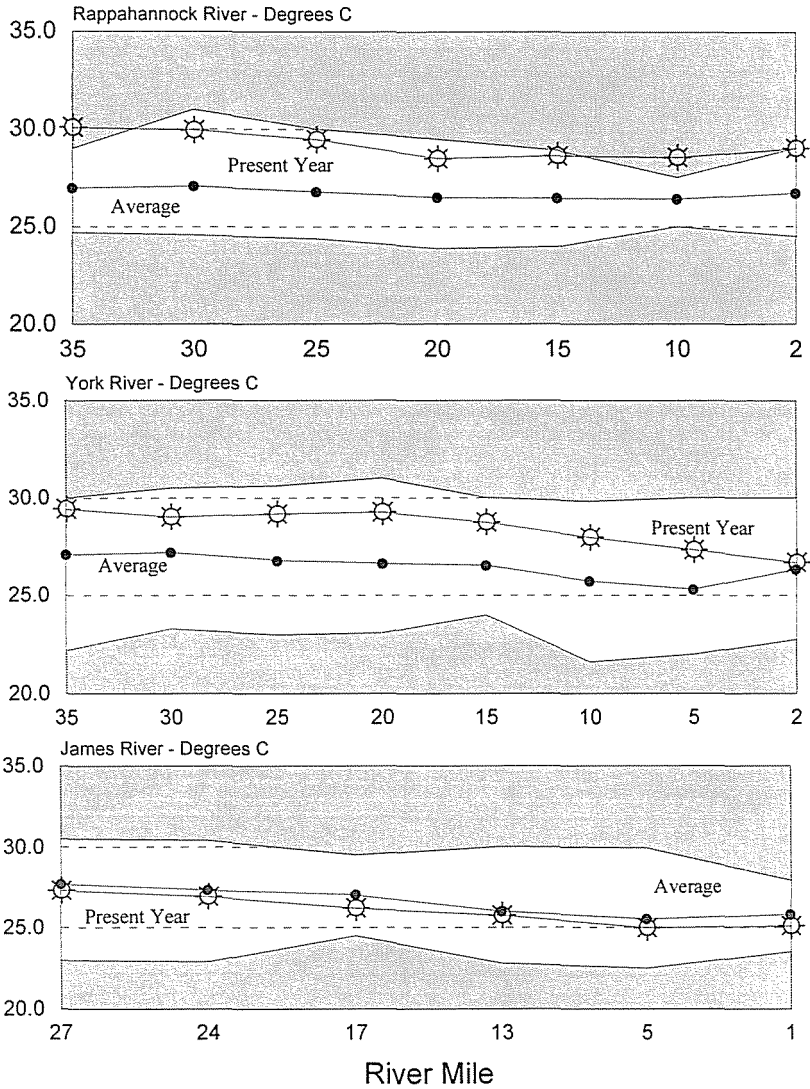 Rappahannock River - Degrees C
35.0
30.0
Present Year
Average
25.0
20.0
35 30 25 20 15 10 2
York River - Degrees C
35.0
30.0
Present Year
Average
25.0
20.0
35 30 25 20 15 10 5 2
James River - Degrees C
35.0
30.0
Average
Present Year
25.0
20.0
27 24 17 13 5 1
River Mile